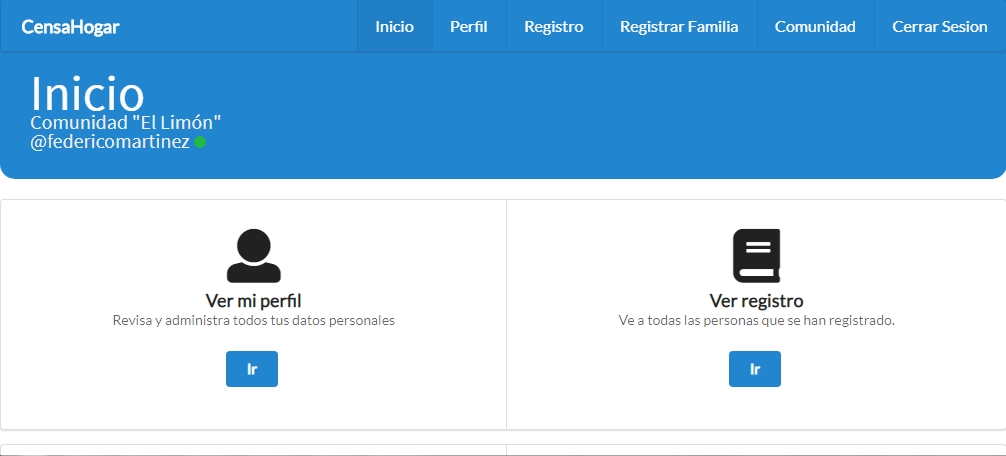 CensaHogar Inicio Perfil Registro Registrar Familia Comunidad Cerrar Sesion
Inicio
Comunidad "El Limón"
@federicomartinez
Ver mi perfil
Revisa y administra todos tus datos personales
Ir
Ver registro
Ve a todas las personas que se han registrado.
Ir